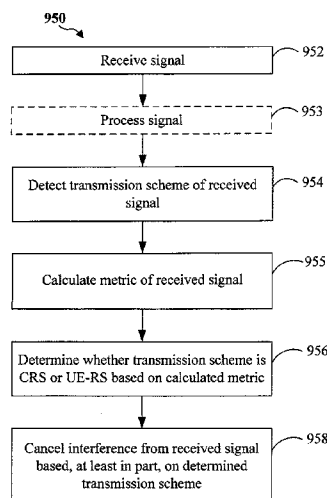 950
Receive signal
952
Process signal
953
Detect transmission scheme of received
signal
954
Calculate metric of received signal
955
Determine whether transmission scheme is
CRS or UE-RS based on calculated metric
956
Cancel interference from received signal
based, at least in part, on determined
transmission scheme
958